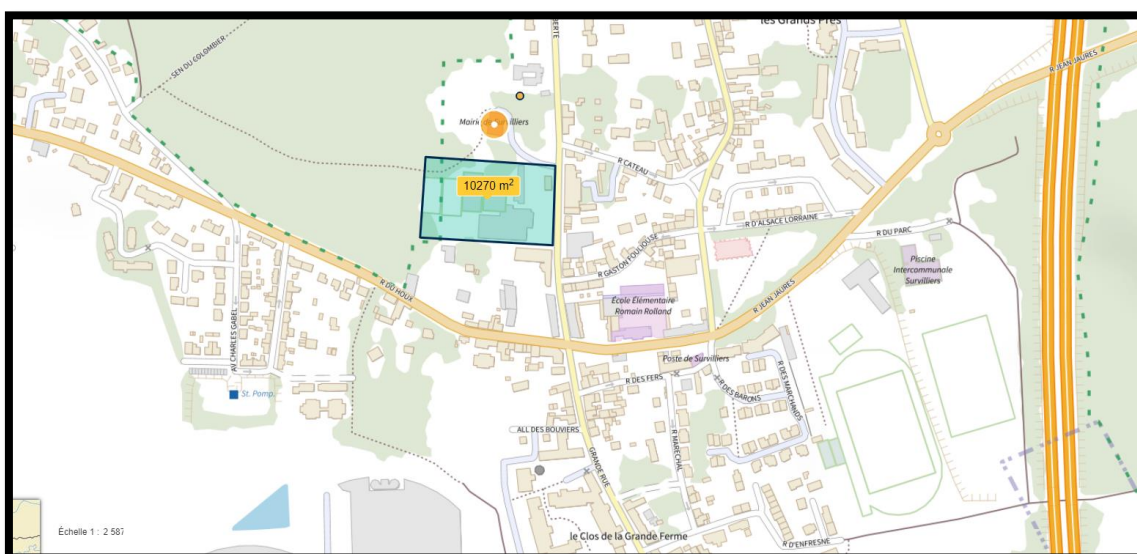 les Grands Prés
SEN DU COLOMBIER
BERTE
R JEAN JAURES
Mairie de Survilliers
R CATEAU
10270 m²
R D'ALSACE LORRAINE
R DU PARC
R GASTON FOULIOUSE
Piscine
Intercommunale
Survilliers
R DU HOUX
École Élémentaire
Romain Rolland
R JEAN JAURES
AV CHARLES GABEL
Poste de Survilliers
R DES FERS
R DES BARONS
R DES MARCHANDS
St. Pomp.
ALL DES BOUVIERS
R MARECHAL
GRANDE RUE
Échelle 1 : 2 587
le Clos de la Grande Ferme
R D'ENFRESNE